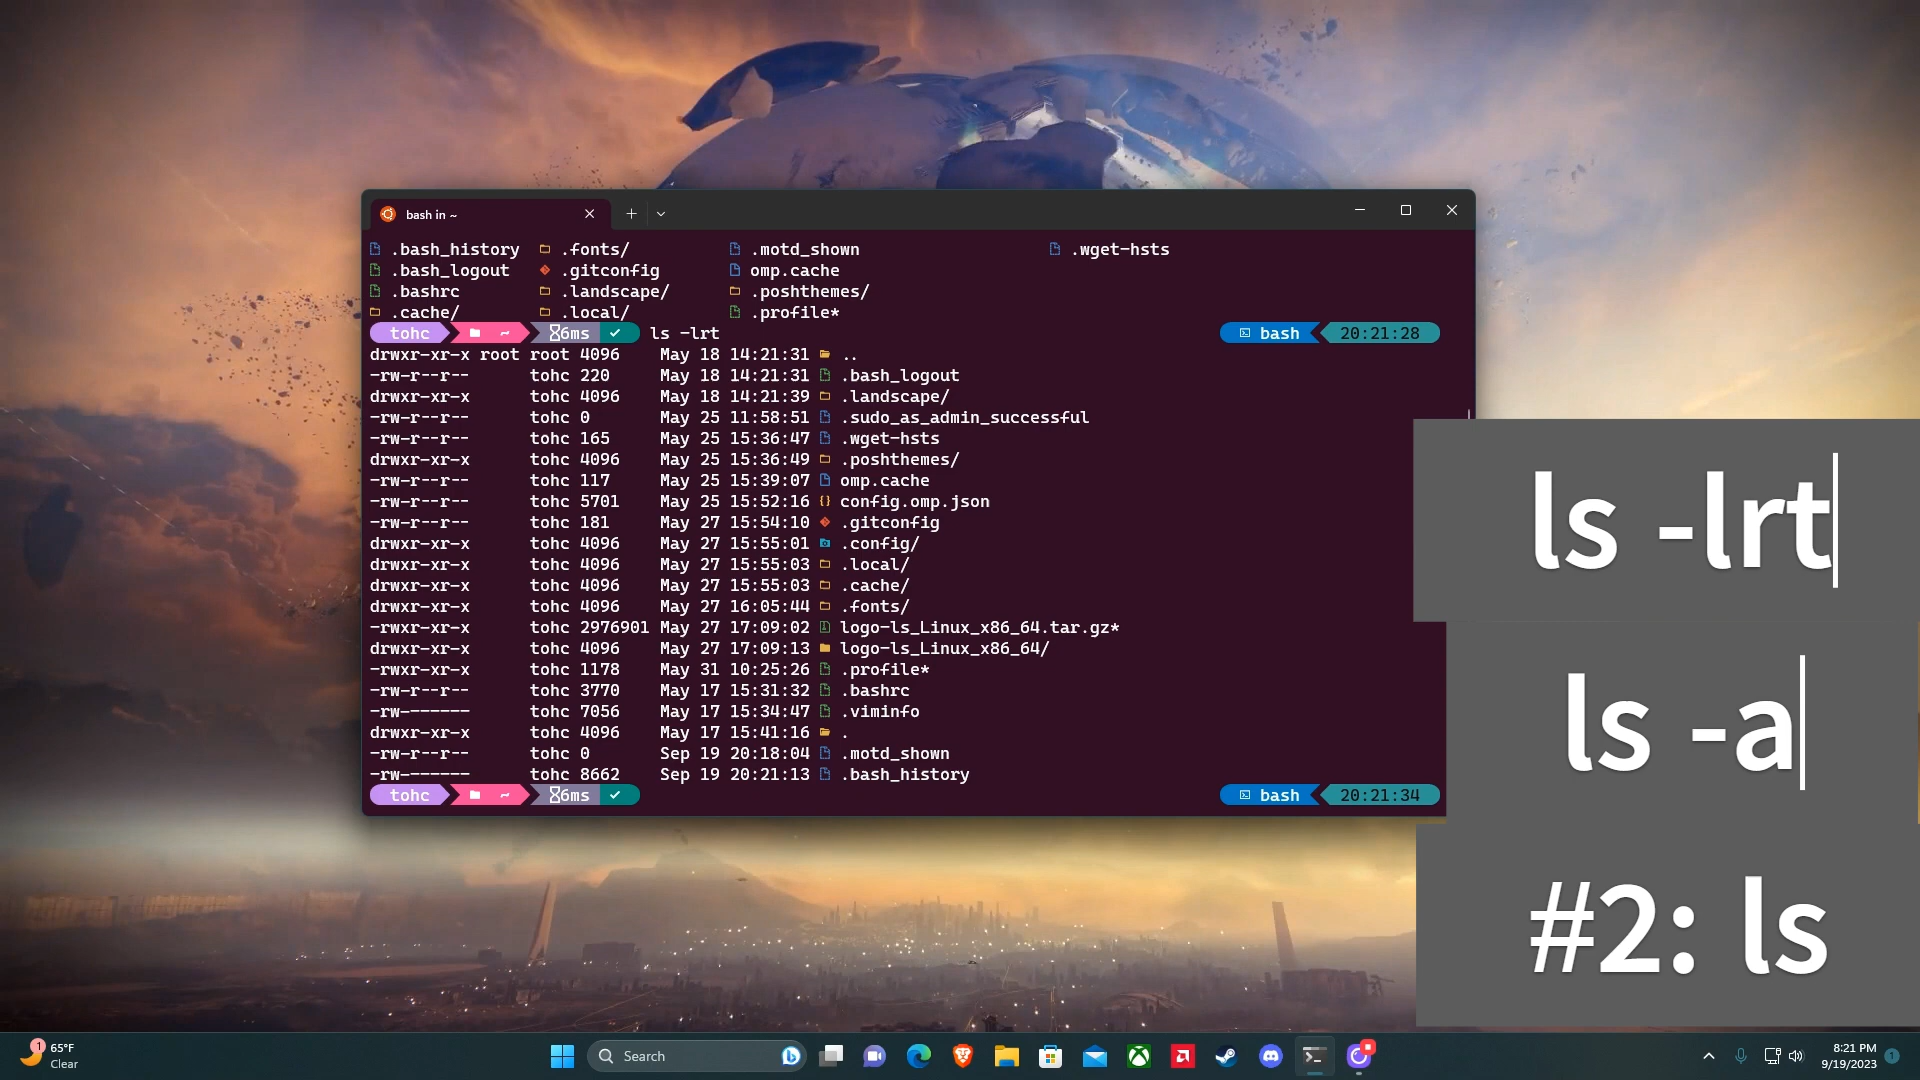 bash in ~
.bash_history .fonts/ .motd_shown .wget-hsts
.bash_logout .gitconfig omp.cache
.bashrc .landscape/ .poshthemes/
.cache/ .local/ .profile*
tohc ~ 6ms ls -lrt bash 20:21:28
drwxr-xr-x root root 4096 May 18 14:21:31 ..
-rw-r--r-- tohc 220 May 18 14:21:31 .bash_logout
drwxr-xr-x tohc 4096 May 18 14:21:39 .landscape/
-rw-r--r-- tohc 0 May 25 11:58:51 .sudo_as_admin_successful
-rw-r--r-- tohc 165 May 25 15:36:47 .wget-hsts
drwxr-xr-x tohc 4096 May 25 15:36:49 .poshthemes/
-rw-r--r-- tohc 117 May 25 15:39:07 omp.cache
-rw-r--r-- tohc 5701 May 25 15:52:16 config.omp.json
-rw-r--r-- tohc 181 May 27 15:54:10 .gitconfig
drwxr-xr-x tohc 4096 May 27 15:55:01 .config/
drwxr-xr-x tohc 4096 May 27 15:55:03 .local/
drwxr-xr-x tohc 4096 May 27 15:55:03 .cache/
drwxr-xr-x tohc 4096 May 27 16:05:44 .fonts/
-rwxr-xr-x tohc 2976901 May 27 17:09:02 logo-ls_Linux_x86_64.tar.gz*
drwxr-xr-x tohc 4096 May 27 17:09:13 logo-ls_Linux_x86_64/
-rwxr-xr-x tohc 1178 May 31 10:25:26 .profile*
-rw-r--r-- tohc 3770 May 17 15:31:32 .bashrc
-rw------- tohc 7056 May 17 15:34:47 .viminfo
drwxr-xr-x tohc 4096 May 17 15:41:16 .
-rw-r--r-- tohc 0 Sep 19 20:18:04 .motd_shown
-rw------- tohc 8662 Sep 19 20:21:13 .bash_history
tohc ~ 6ms bash 20:21:34
ls -lrt
ls -a
#2: ls
1
65°F
Clear
Search
8:21 PM
9/19/2023
1